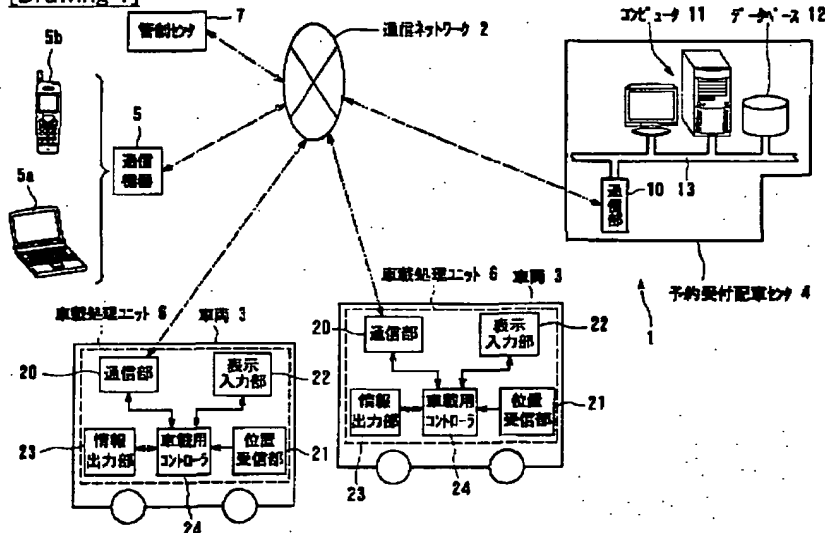 [Drawing 1]
5b
管制センタ
7
通信ネットワーク 2
コンピュータ 11
データベース 12
5
通信
機器
5a
10
13
通信部
予約受付配車センタ 4
1
車載処理ユニット 6
車両 3
20
通信部
表示
入力部
22
23
情報
出力部
車載用
コントローラ
位置
受信部
21
24
車載処理ユニット 6
車両 3
20
通信部
表示
入力部
22
情報
出力部
車載用
コントローラ
位置
受信部
21
23
24